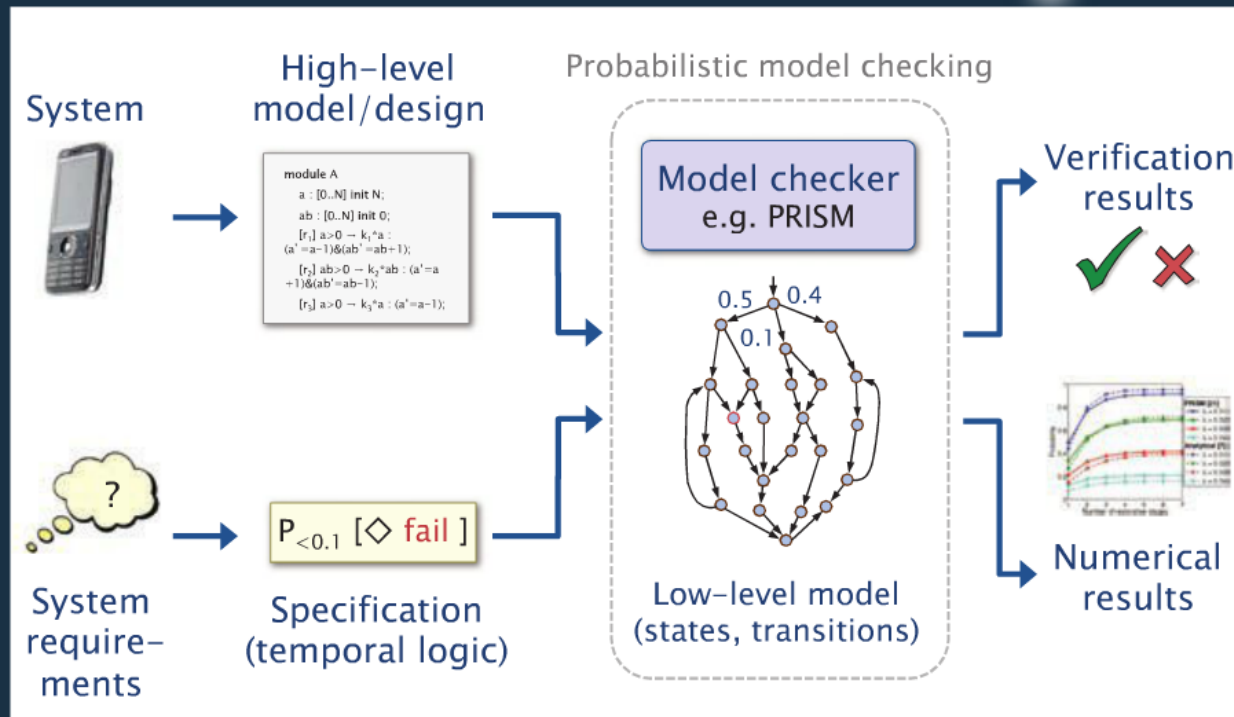 System
High-level
model/design
Probabilistic model checking
module A
a : [0..N] init N;
ab : [0..N] init 0;
[r₁] a>0 → k₁*a :
(a'=a-1)&(ab'=ab+1);
[r₂] ab>0 → k₂*ab : (a'=a
+1)&(ab'=ab-1);
[r₃] a>0 → k₃*a : (a'=a-1);
Model checker
e.g. PRISM
0.5
0.4
0.1
Low-level model
(states, transitions)
Verification
results
?
System
require-
ments
P<0.1 [◇ fail ]
Specification
(temporal logic)
Numerical
results